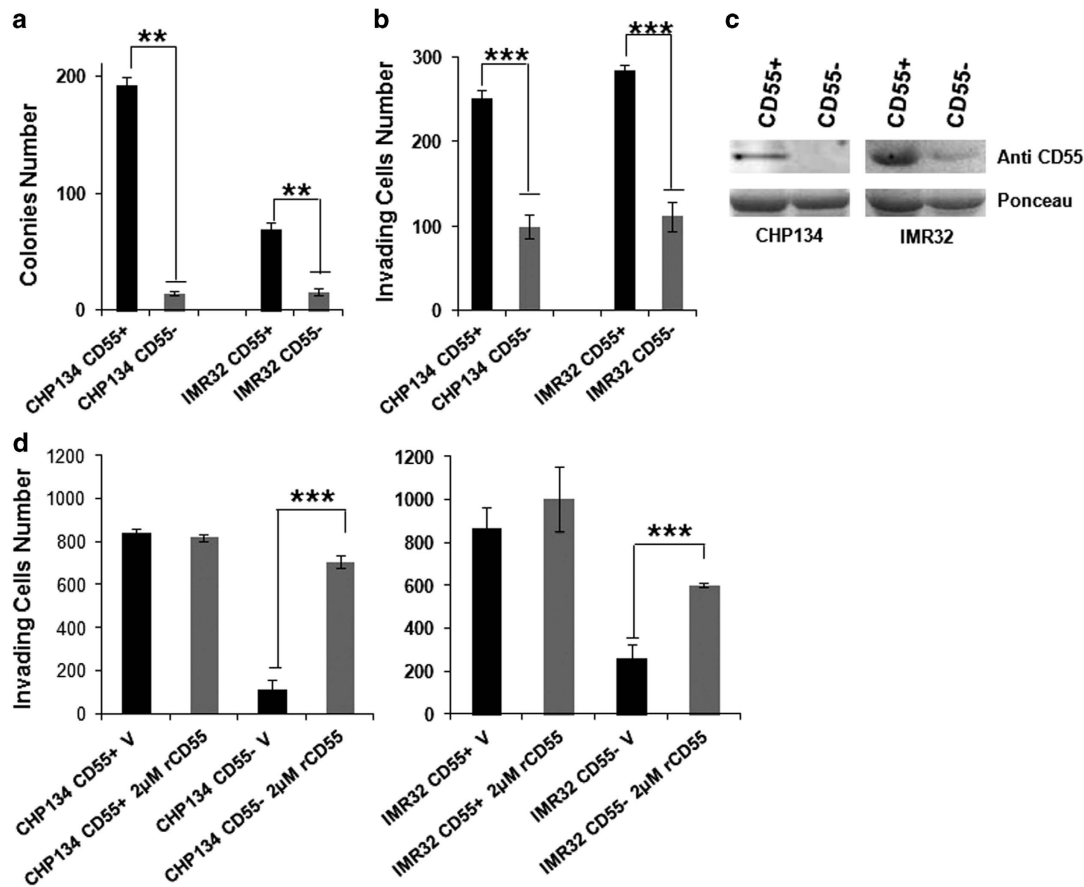 a
**
200
100
0
Colonies Number
**
CHP134 CD55+
CHP134 CD55-
IMR32 CD55+
IMR32 CD55-
b
***
***
300
200
100
0
Invading Cells Number
CHP134 CD55+
CHP134 CD55-
IMR32 CD55+
IMR32 CD55-
c
CD55+
CD55-
CD55+
CD55-
Anti CD55
Ponceau
CHP134
IMR32
d
1200
1000
800
600
400
200
0
Invading Cells Number
***
CHP134 CD55+ V
CHP134 CD55+ 2µM rCD55
CHP134 CD55- V
CHP134 CD55- 2µM rCD55
1200
1000
800
600
400
200
0
***
IMR32 CD55+ V
IMR32 CD55+ 2µM rCD55
IMR32 CD55- V
IMR32 CD55- 2µM rCD55